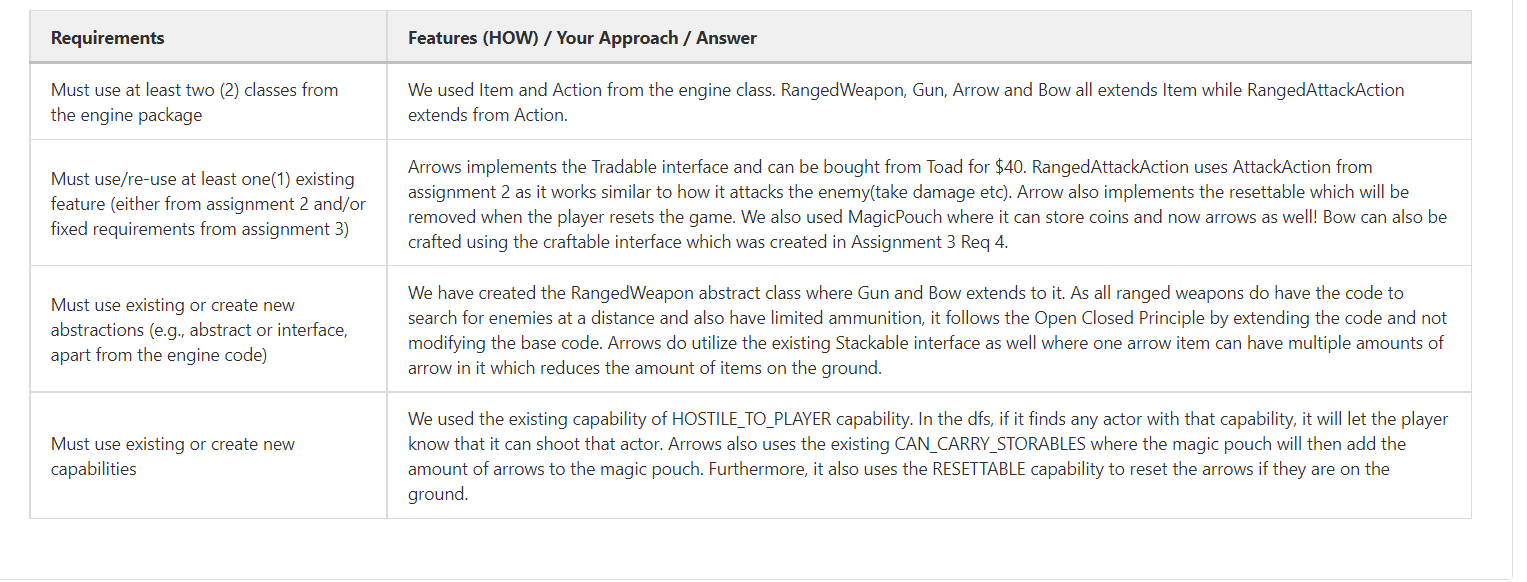 Requirements
Features (HOW) / Your Approach / Answer
Must use at least two (2) classes from
the engine package
We used Item and Action from the engine class. RangedWeapon, Gun, Arrow and Bow all extends Item while RangedAttackAction
extends from Action.
Must use/re-use at least one(1) existing
feature (either from assignment 2 and/or
fixed requirements from assignment 3)
Arrows implements the Tradable interface and can be bought from Toad for $40. RangedAttackAction uses AttackAction from
assignment 2 as it works similar to how it attacks the enemy(take damage etc). Arrow also implements the resettable which will be
removed when the player resets the game. We also used MagicPouch where it can store coins and now arrows as well! Bow can also be
crafted using the craftable interface which was created in Assignment 3 Req 4.
Must use existing or create new
abstractions (e.g., abstract or interface,
apart from the engine code)
We have created the RangedWeapon abstract class where Gun and Bow extends to it. As all ranged weapons do have the code to
search for enemies at a distance and also have limited ammunition, it follows the Open Closed Principle by extending the code and not
modifying the base code. Arrows do utilize the existing Stackable interface as well where one arrow item can have multiple amounts of
arrow in it which reduces the amount of items on the ground.
Must use existing or create new
capabilities
We used the existing capability of HOSTILE_TO_PLAYER capability. In the dfs, if it finds any actor with that capability, it will let the player
know that it can shoot that actor. Arrows also uses the existing CAN_CARRY_STORABLES where the magic pouch will then add the
amount of arrows to the magic pouch. Furthermore, it also uses the RESETTABLE capability to reset the arrows if they are on the
ground.